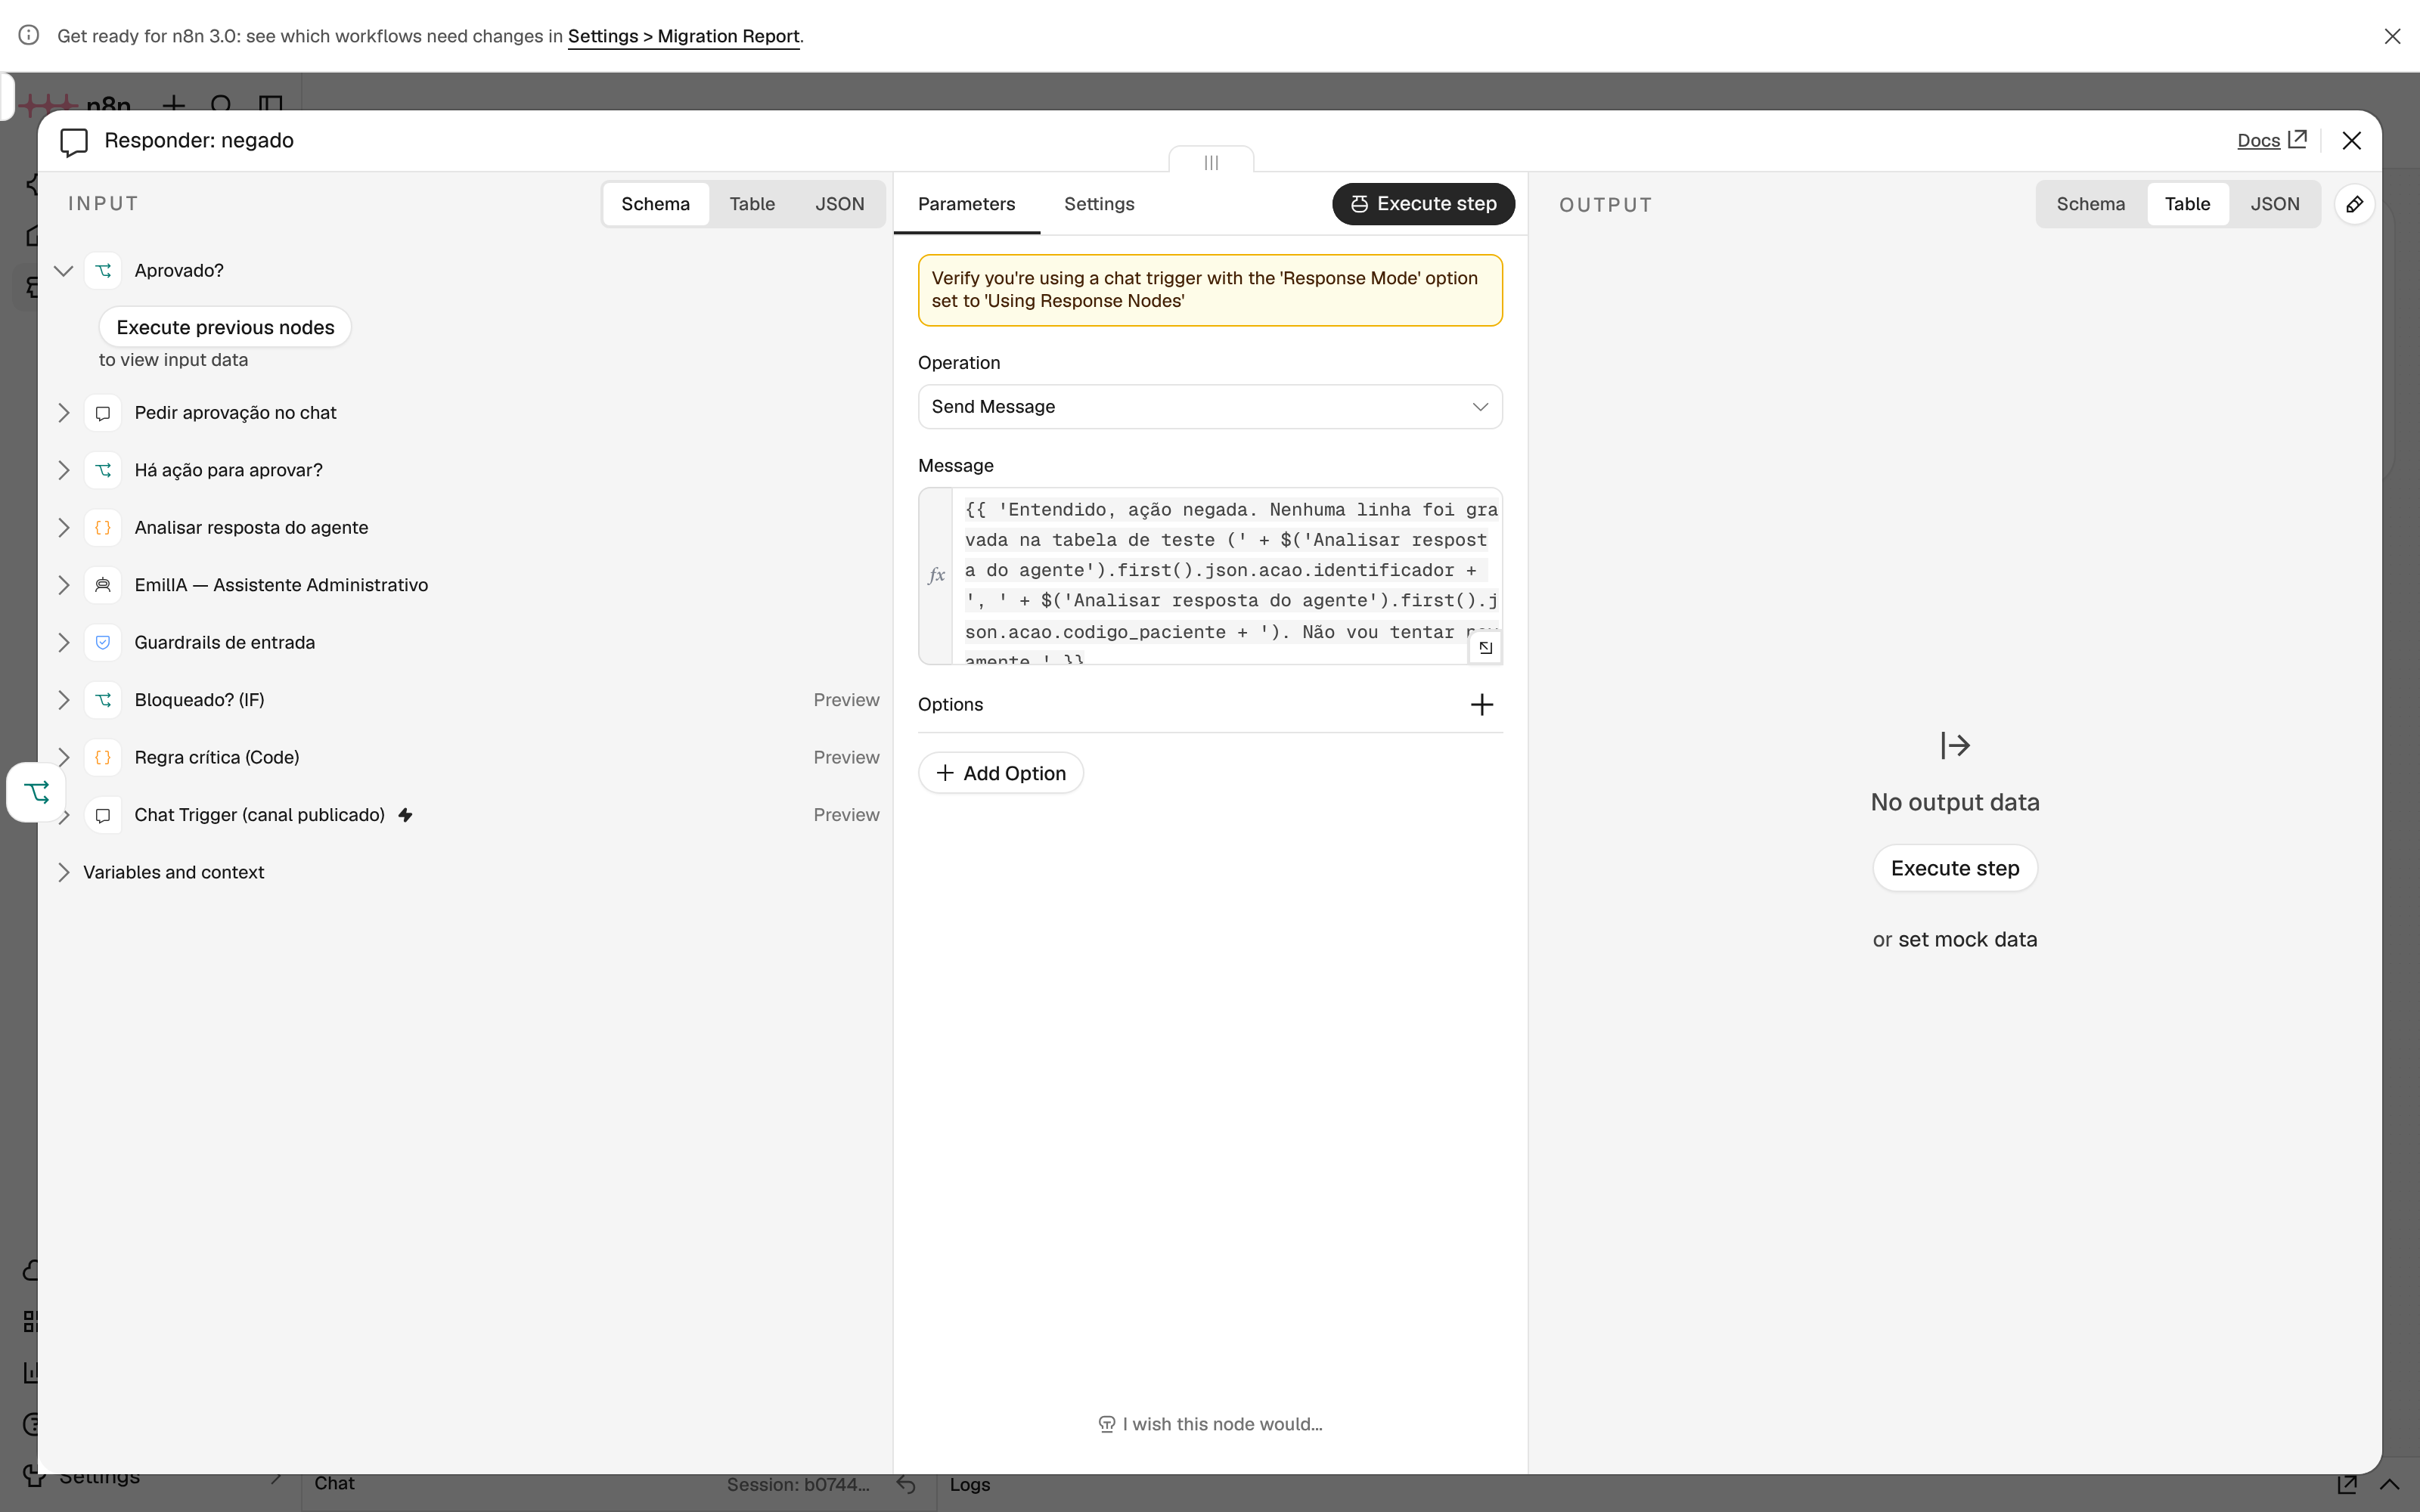 Get ready for n8n 3.0: see which workflows need changes in Settings > Migration Report.
n8n
Responder: negado
Docs
INPUT
Schema
Table
JSON
Aprovado?
Execute previous nodes
to view input data
Pedir aprovação no chat
Há ação para aprovar?
Analisar resposta do agente
EmilIA — Assistente Administrativo
Guardrails de entrada
Bloqueado? (IF)
Preview
Regra crítica (Code)
Preview
Chat Trigger (canal publicado)
Preview
Variables and context
Parameters
Settings
Execute step
Verify you're using a chat trigger with the 'Response Mode' option
set to 'Using Response Nodes'
Operation
Send Message
Message
fx
{{ 'Entendido, ação negada. Nenhuma linha foi gra
vada na tabela de teste (' + $('Analisar respost
a do agente').first().json.acao.identificador +
', ' + $('Analisar resposta do agente').first().j
son.acao.codigo_paciente + '). Não vou tentar nov
amente.' }}
Options
Add Option
I wish this node would...
OUTPUT
Schema
Table
JSON
No output data
Execute step
or set mock data
Settings
Chat
Session: b0744...
Logs